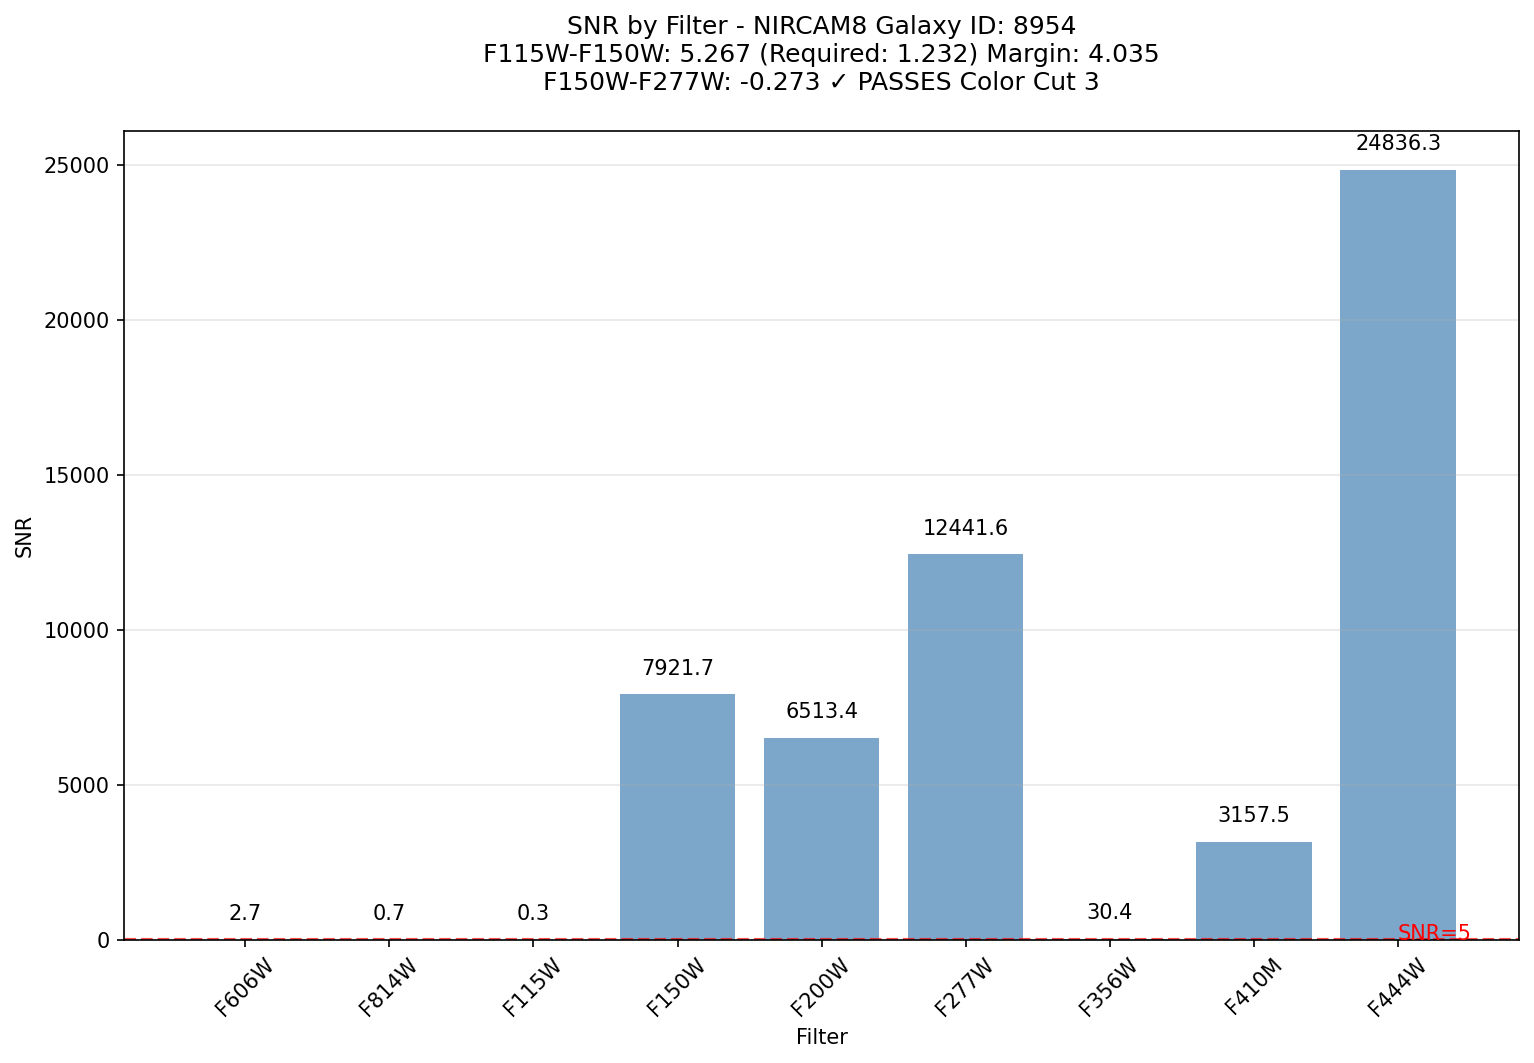 SNR by Filter - NIRCAM8 Galaxy ID: 8954
F115W-F150W: 5.267 (Required: 1.232) Margin: 4.035
F150W-F277W: -0.273 ✓ PASSES Color Cut 3
24836.3
25000
20000
15000
12441.6
SNR
10000
7921.7
6513.4
5000
3157.5
2.7
0.7
0.3
30.4
SNR=5
0
F606W
F814W
F115W
F150W
F200W
F277W
F356W
F410M
F444W
Filter